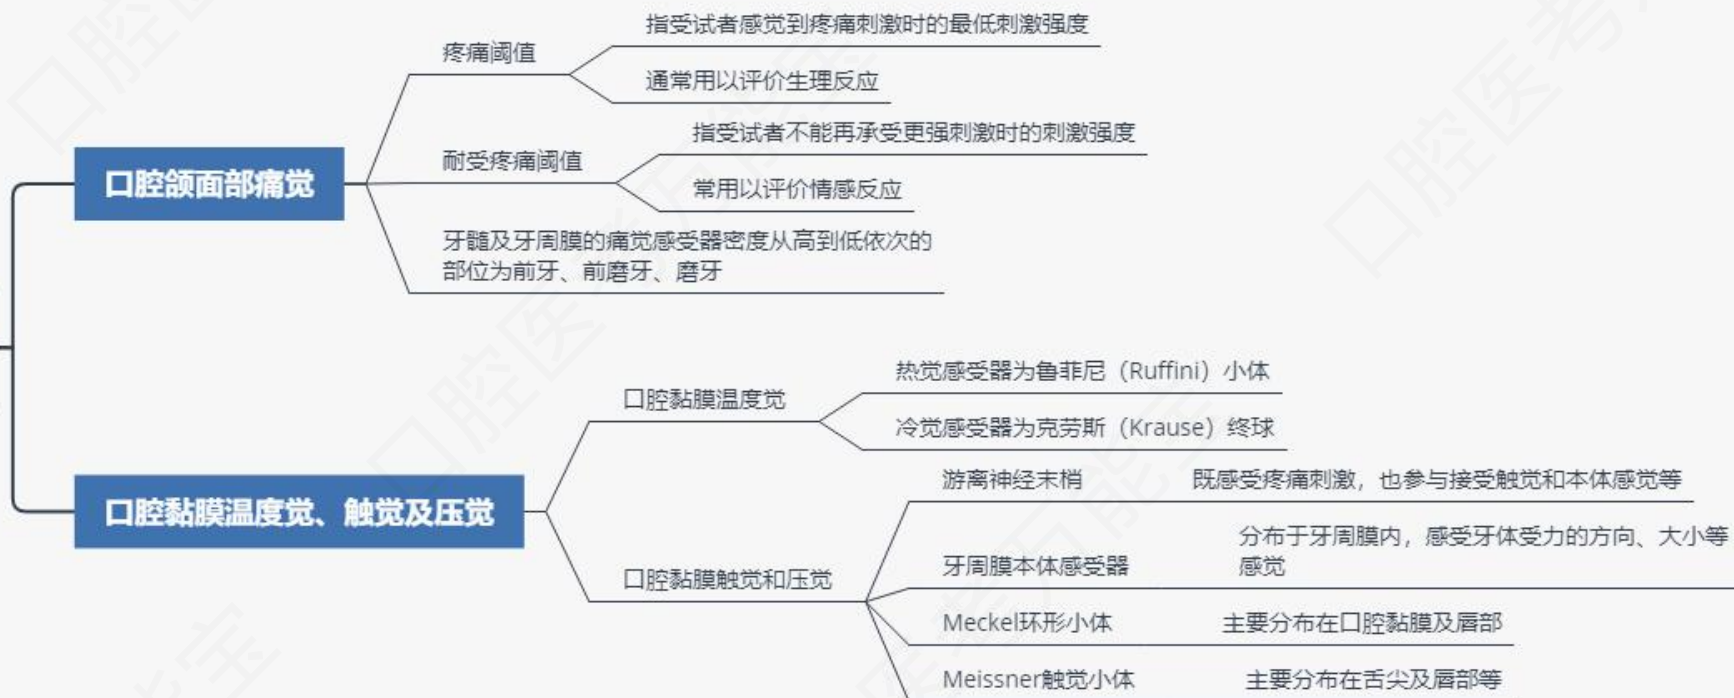 指受试者感觉到疼痛刺激时的最低刺激强度
疼痛阈值
通常用以评价生理反应
指受试者不能再承受更强刺激时的刺激强度
耐受疼痛阈值
常用以评价情感反应
口腔颌面部痛觉
牙髓及牙周膜的痛觉感受器密度从高到低依次的
部位为前牙、前磨牙、磨牙
热觉感受器为鲁菲尼（Ruffini）小体
口腔黏膜温度觉
冷觉感受器为克劳斯（Krause）终球
口腔黏膜温度觉、触觉及压觉
游离神经末梢 既感受疼痛刺激，也参与接受触觉和本体感觉等
分布于牙周膜内，感受牙体受力的方向、大小等
牙周膜本体感受器 感觉
口腔黏膜触觉和压觉
Meckel环形小体 主要分布在口腔黏膜及唇部
Meissner触觉小体 主要分布在舌尖及唇部等